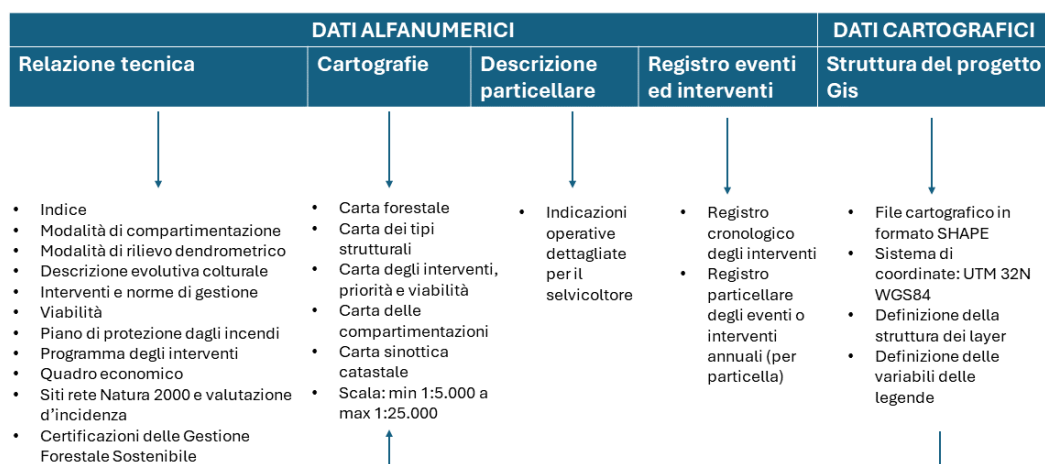 DATI ALFANUMERICI
DATI CARTOGRAFICI
Relazione tecnica
Cartografie
Descrizione
particellare
Registro eventi
ed interventi
Struttura del progetto
Gis
• Indice
• Modalità di compartimentazione
• Modalità di rilievo dendrometrico
• Descrizione evolutiva colturale
• Interventi e norme di gestione
• Viabilità
• Piano di protezione dagli incendi
• Programma degli interventi
• Quadro economico
• Siti rete Natura 2000 e valutazione
d'incidenza
• Certificazioni delle Gestione
Forestale Sostenibile
• Carta forestale
• Carta dei tipi
strutturali
• Carta degli interventi,
priorità e viabilità
• Carta delle
compartimentazioni
• Carta sinottica
catastale
• Scala: min 1:5.000 a
max 1:25.000
• Indicazioni
operative
dettagliate
per il
selvicoltore
• Registro
cronologico
degli interventi
• Registro
particellare
degli eventi o
interventi
annuali (per
particella)
• File cartografico in
formato SHAPE
• Sistema di
coordinate: UTM 32N
WGS84
• Definizione della
struttura dei layer
• Definizione delle
variabili delle
legende